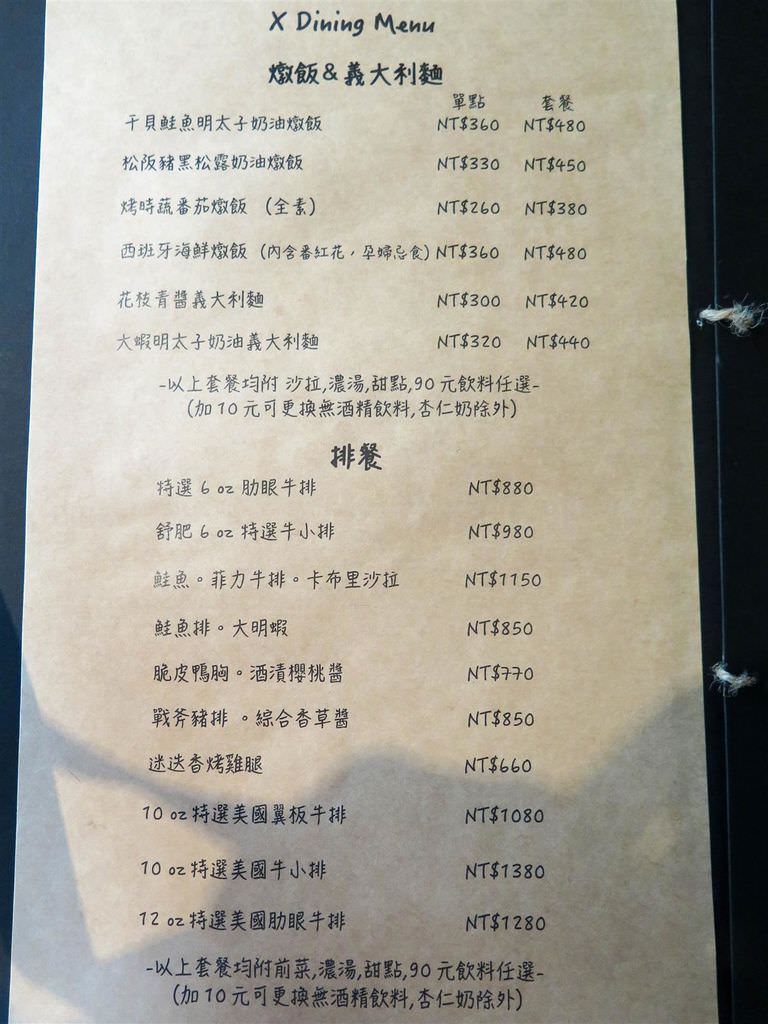 X Dining Menu
燉飯&義大利麵
單點 套餐
干貝鮭魚明太子奶油燉飯 NT$360 NT$480
松阪豬黑松露奶油燉飯 NT$330 NT$450
烤時蔬番茄燉飯 (全素) NT$260 NT$380
西班牙海鮮燉飯 (內含番紅花,孕婦忌食) NT$360 NT$480
花枝青醬義大利麵 NT$300 NT$420
大蝦明太子奶油義大利麵 NT$320 NT$440
-以上套餐均附 沙拉,濃湯,甜點,90 元飲料任選-
(加 10 元可更換無酒精飲料,杏仁奶除外)
排餐
特選 6 oz 肋眼牛排 NT$880
舒肥 6 oz 特選牛小排 NT$980
鮭魚。菲力牛排。卡布里沙拉 NT$1150
鮭魚排。大明蝦 NT$850
脆皮鴨胸。酒漬櫻桃醬 NT$770
戰斧豬排 。綜合香草醬 NT$850
迷迭香烤雞腿 NT$660
10 oz 特選美國翼板牛排 NT$1080
10 oz 特選美國牛小排 NT$1380
12 oz 特選美國肋眼牛排 NT$1280
-以上套餐均附前菜,濃湯,甜點,90 元飲料任選-
(加 10 元可更換無酒精飲料,杏仁奶除外)